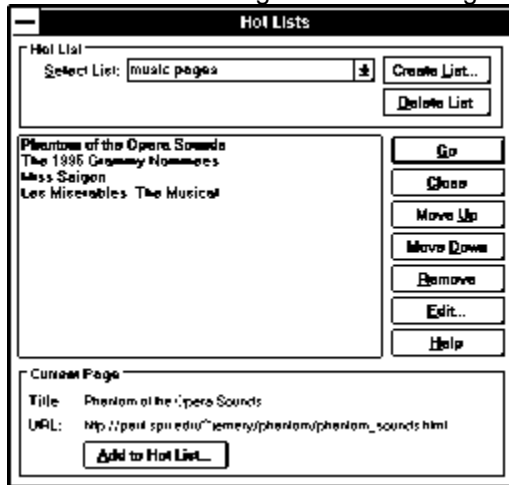 Hot Lists
Hot List
Select List: music pages
Create List...
Delete List
Phantom of the Opera Sounds
The 1995 Grammy Nominees
Miss Saigon
Les Miserables The Musical
Go
Close
Move Up
Move Down
Remove
Edit...
Help
Current Page
Title Phantom of the Opera Sounds
URL:
Add to Hot List...